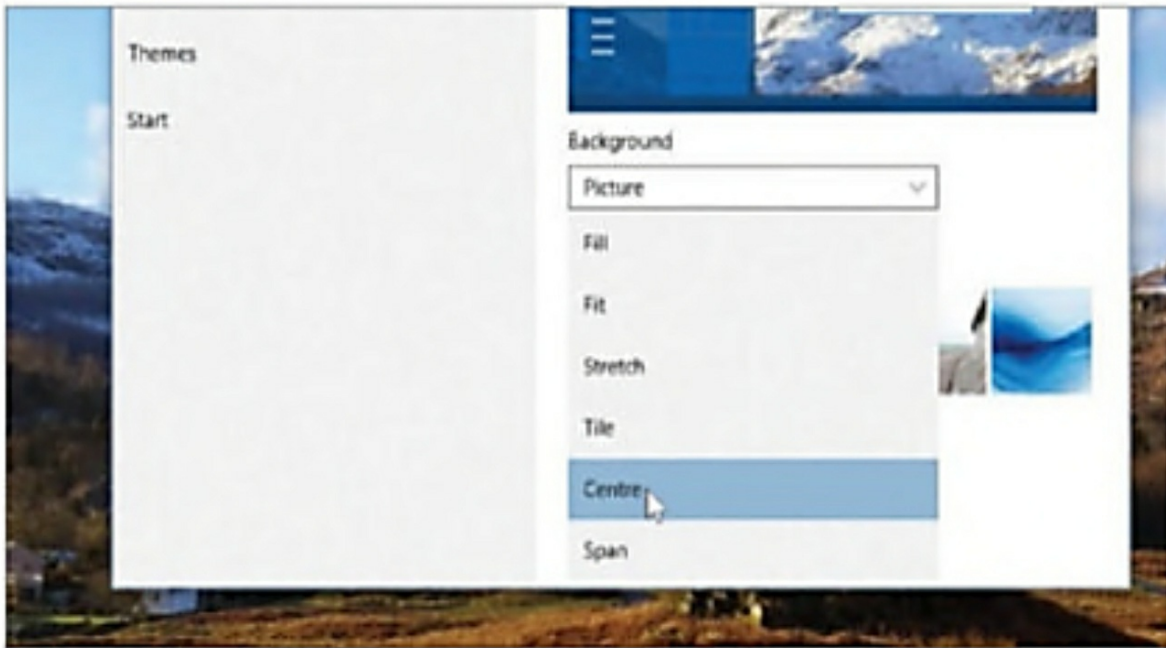 Themes
Start
Background
Picture
Fill
Fit
Stretch
Tile
Centre
Span